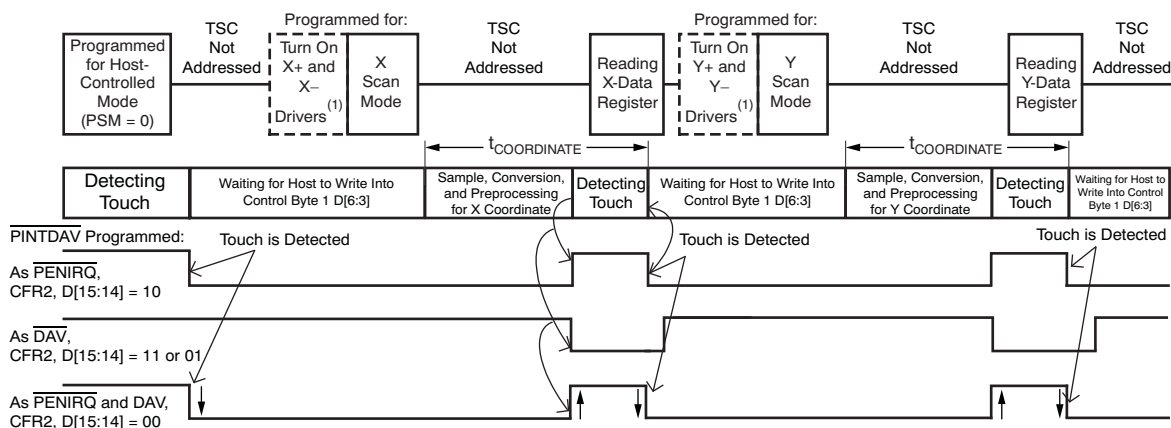 Programmed for:
Programmed for:
Programmed
for Host-
Controlled
Mode
(PSM = 0)
TSC
Not
Addressed
Turn On
X+ and
X–
Drivers(1)
X
Scan
Mode
TSC
Not
Addressed
Reading
X-Data
Register
Turn On
Y+ and
Y–
Drivers(1)
Y
Scan
Mode
TSC
Not
Addressed
Reading
Y-Data
Register
TSC
Not
Addressed
tCOORDINATE
tCOORDINATE
Detecting
Touch
Waiting for Host to Write Into
Control Byte 1 D[6:3]
Sample, Conversion,
and Preprocessing
for X Coordinate
Detecting
Touch
Waiting for Host to Write Into
Control Byte 1 D[6:3]
Sample, Conversion,
and Preprocessing
for Y Coordinate
Detecting
Touch
Waiting for Host to
Write Into Control
Byte 1 D[6:3]
PINTDAV Programmed:
Touch is Detected
Touch is Detected
Touch is Detected
As PENIRQ,
CFR2, D[15:14] = 10
As DAV,
CFR2, D[15:14] = 11 or 01
As PENIRQ and DAV,
CFR2, D[15:14] = 00